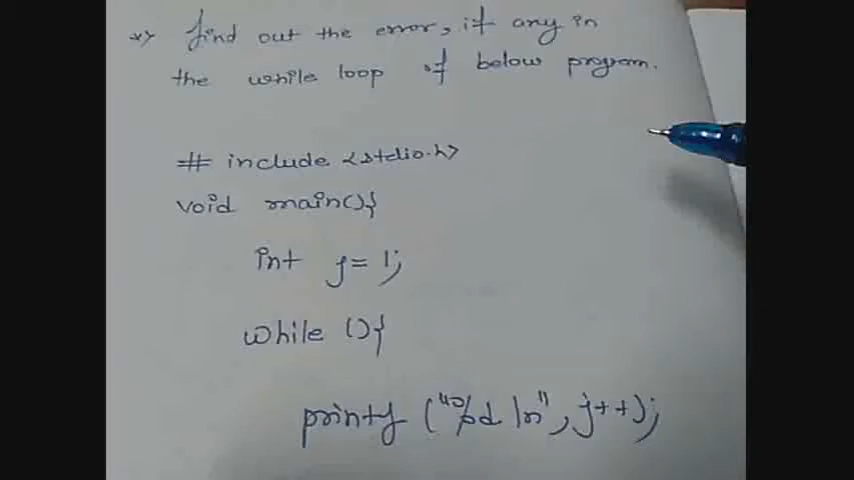 *> find out the error, if any in
the while loop of below program.
# include <stdio.h>
void main(){
int j= 1;
while (){
printf ("%d \n", j++);